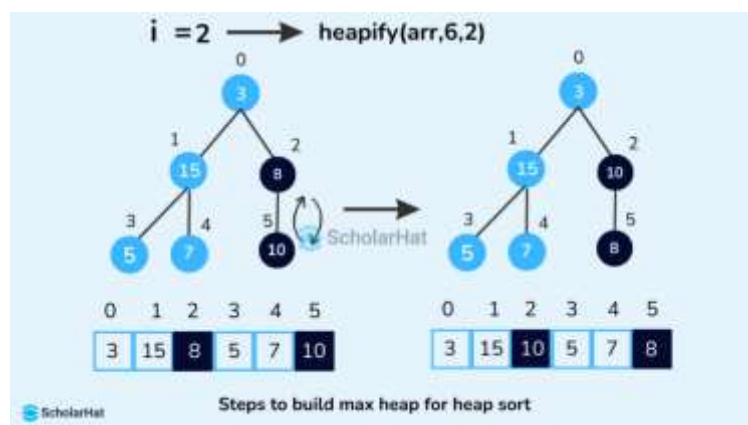 i = 2 heapify(arr,6,2)
0 0
3 3
1 2 1 2
15 8 15 10
3 4 5 3 4 5
5 7 10 5 7 8
ScholarHat
0 1 2 3 4 5 0 1 2 3 4 5
3 15 8 5 7 10 3 15 10 5 7 8
Steps to build max heap for heap sort
ScholarHat